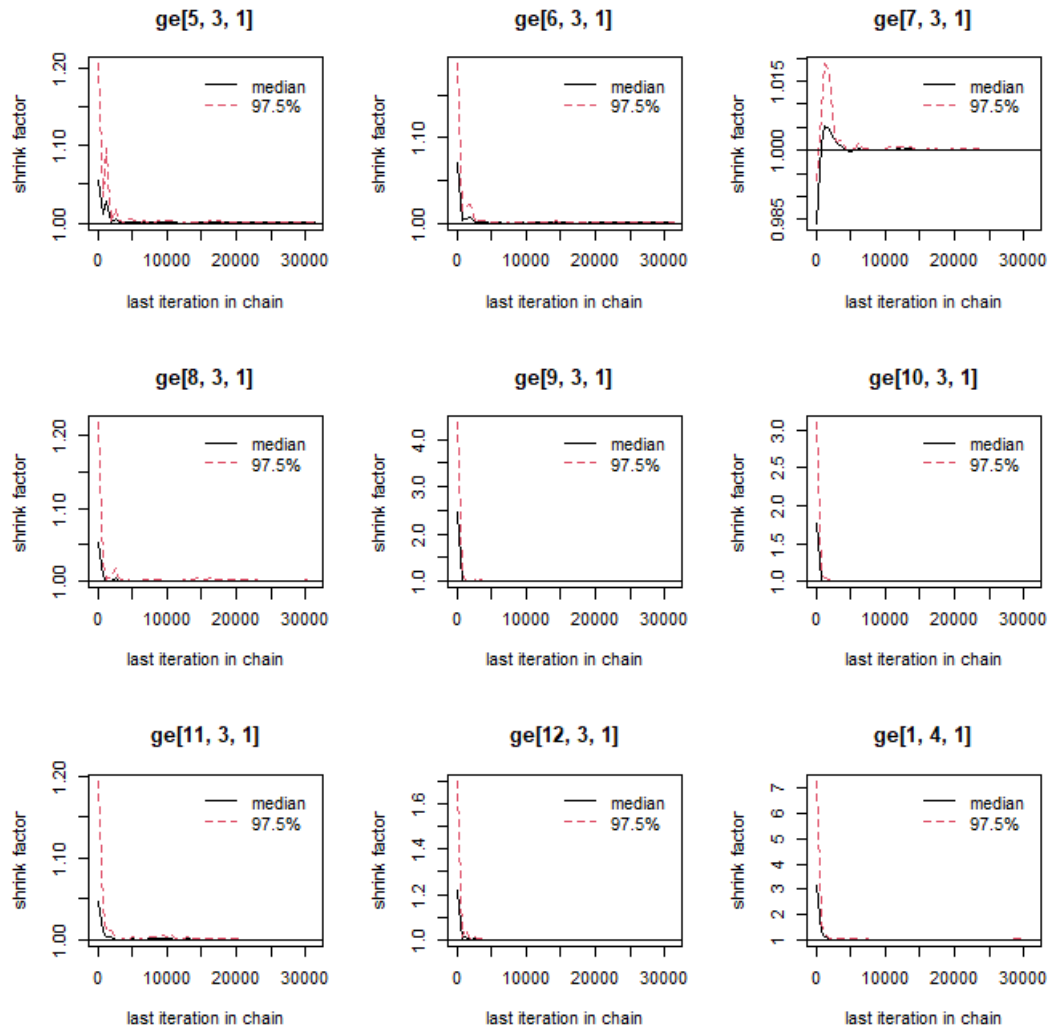 ge[5, 3, 1]
shrink factor
1.00 1.10 1.20
median
97.5%
0 10000 20000 30000
last iteration in chain
ge[6, 3, 1]
shrink factor
1.00 1.10
median
97.5%
0 10000 20000 30000
last iteration in chain
ge[7, 3, 1]
shrink factor
0.985 1.000 1.015
median
97.5%
0 10000 20000 30000
last iteration in chain
ge[8, 3, 1]
shrink factor
1.00 1.10 1.20
median
97.5%
0 10000 20000 30000
last iteration in chain
ge[9, 3, 1]
shrink factor
1.0 2.0 3.0 4.0
median
97.5%
0 10000 20000 30000
last iteration in chain
ge[10, 3, 1]
shrink factor
1.0 1.5 2.0 2.5 3.0
median
97.5%
0 10000 20000 30000
last iteration in chain
ge[11, 3, 1]
shrink factor
1.00 1.10 1.20
median
97.5%
0 10000 20000 30000
last iteration in chain
ge[12, 3, 1]
shrink factor
1.0 1.2 1.4 1.6
median
97.5%
0 10000 20000 30000
last iteration in chain
ge[1, 4, 1]
shrink factor
1 2 3 4 5 6 7
median
97.5%
0 10000 20000 30000
last iteration in chain